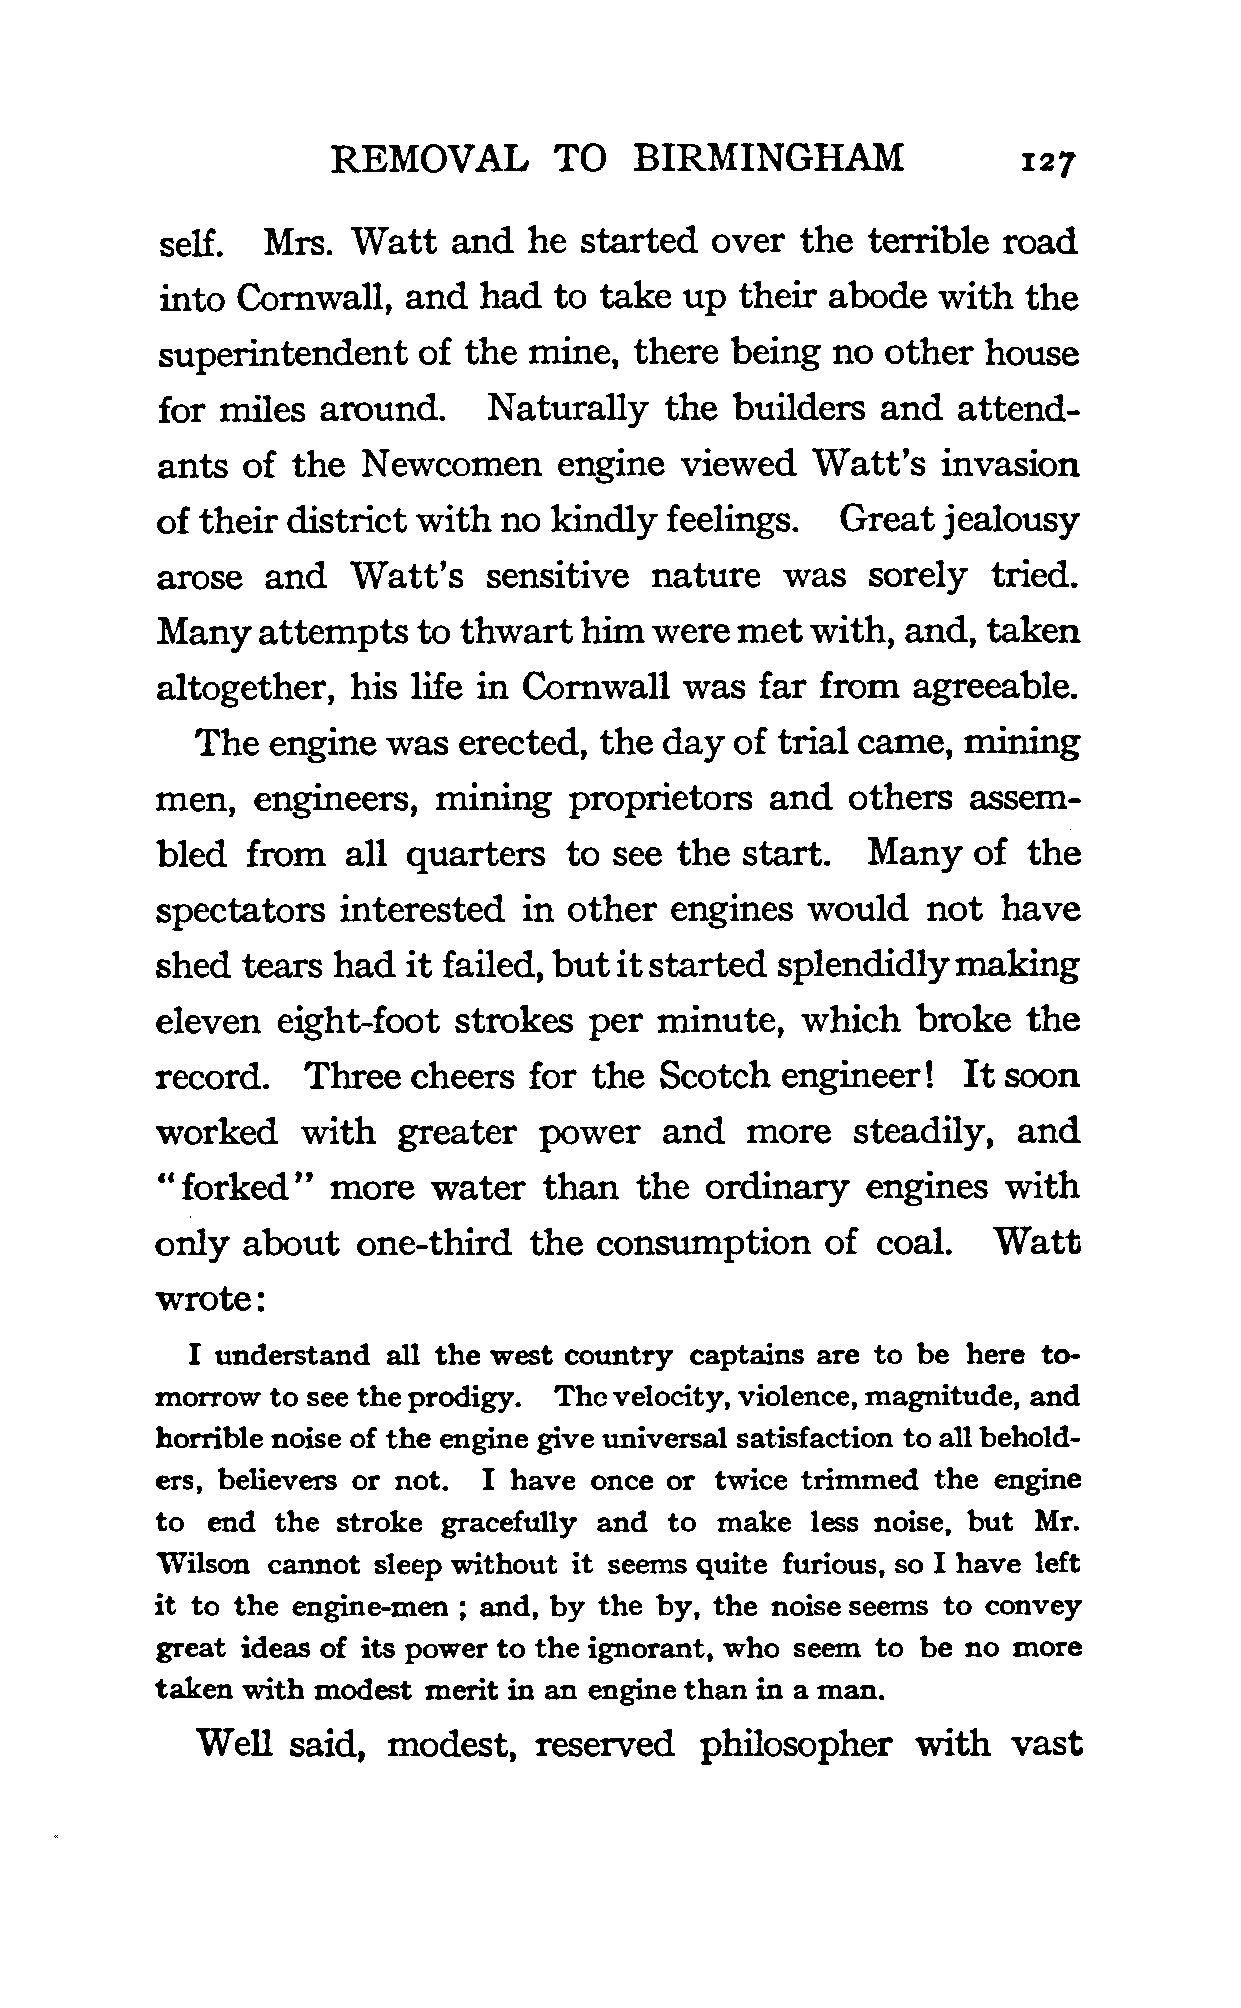 REMOVAL TO BIRMINGHAM 127
self. Mrs. Watt and he started over the terrible road
into Cornwall, and had to take up their abode with the
superintendent of the mine, there being no other house
for miles around. Naturally the builders and attend-
ants of the Newcomen engine viewed Watt's invasion
of their district with no kindly feelings. Great jealousy
arose and Watt's sensitive nature was sorely tried.
Many attempts to thwart him were met with, and, taken
altogether, his life in Cornwall was far from agreeable.
The engine was erected, the day of trial came, mining
men, engineers, mining proprietors and others assem-
bled from all quarters to see the start. Many of the
spectators interested in other engines would not have
shed tears had it failed, but it started splendidly making
eleven eight-foot strokes per minute, which broke the
record. Three cheers for the Scotch engineer! It soon
worked with greater power and more steadily, and
"forked" more water than the ordinary engines with
only about one-third the consumption of coal. Watt
wrote:
I understand all the west country captains are to be here to-
morrow to see the prodigy. The velocity, violence, magnitude, and
horrible noise of the engine give universal satisfaction to all behold-
ers, believers or not. I have once or twice trimmed the engine
to end the stroke gracefully and to make less noise, but Mr.
Wilson cannot sleep without it seems quite furious, so I have left
it to the engine-men ; and, by the by, the noise seems to convey
great ideas of its power to the ignorant, who seem to be no more
taken with modest merit in an engine than in a man.
Well said, modest, reserved philosopher with vast